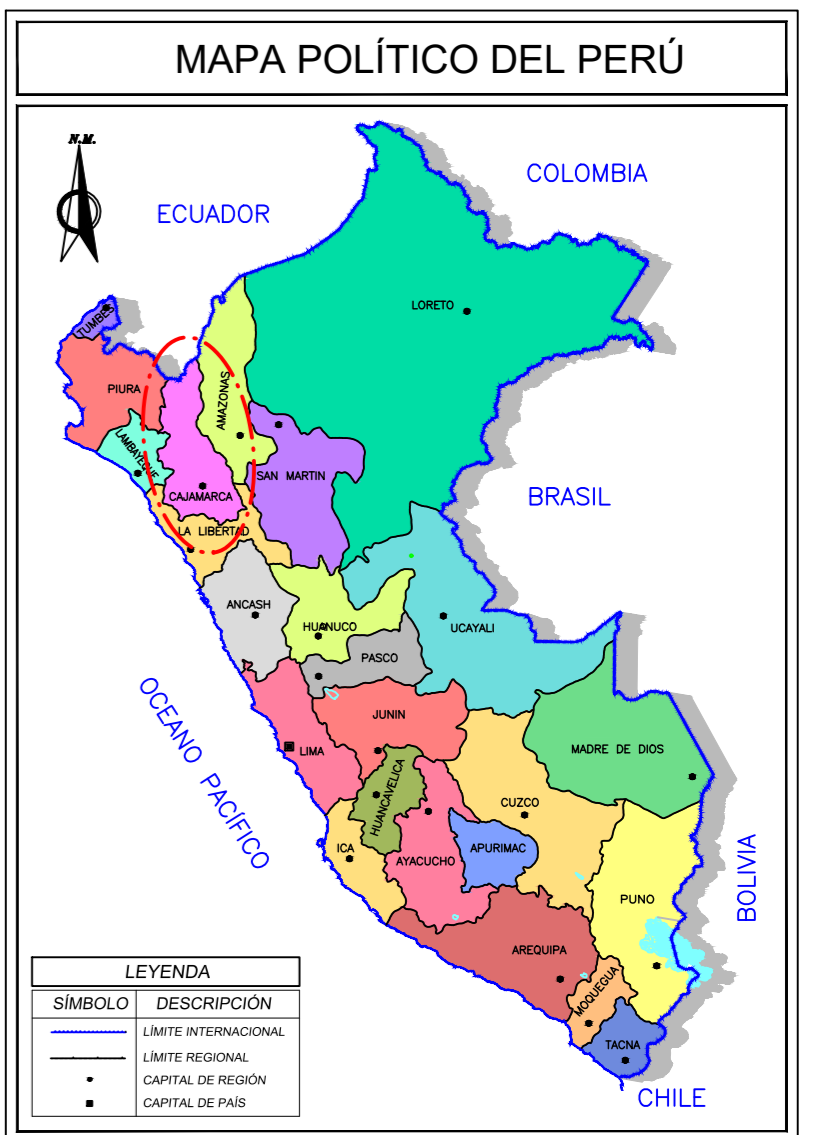 MAPA POLÍTICO DEL PERÚ
N.M.
COLOMBIA
ECUADOR
LORETO
TUMBES
PIURA
AMAZONAS
LAMBAYEQUE
SAN MARTIN
CAJAMARCA
BRASIL
LA LIBERTAD
ANCASH
HUANUCO
UCAYALI
PASCO
OCEANO PACÍFICO
JUNIN
LIMA
MADRE DE DIOS
HUANCAVELICA
CUZCO
ICA
AYACUCHO
APURIMAC
BOLIVIA
PUNO
AREQUIPA
MOQUEGUA
TACNA
CHILE
LEYENDA
SÍMBOLO DESCRIPCIÓN
LÍMITE INTERNACIONAL
LÍMITE REGIONAL
CAPITAL DE REGIÓN
CAPITAL DE PAÍS